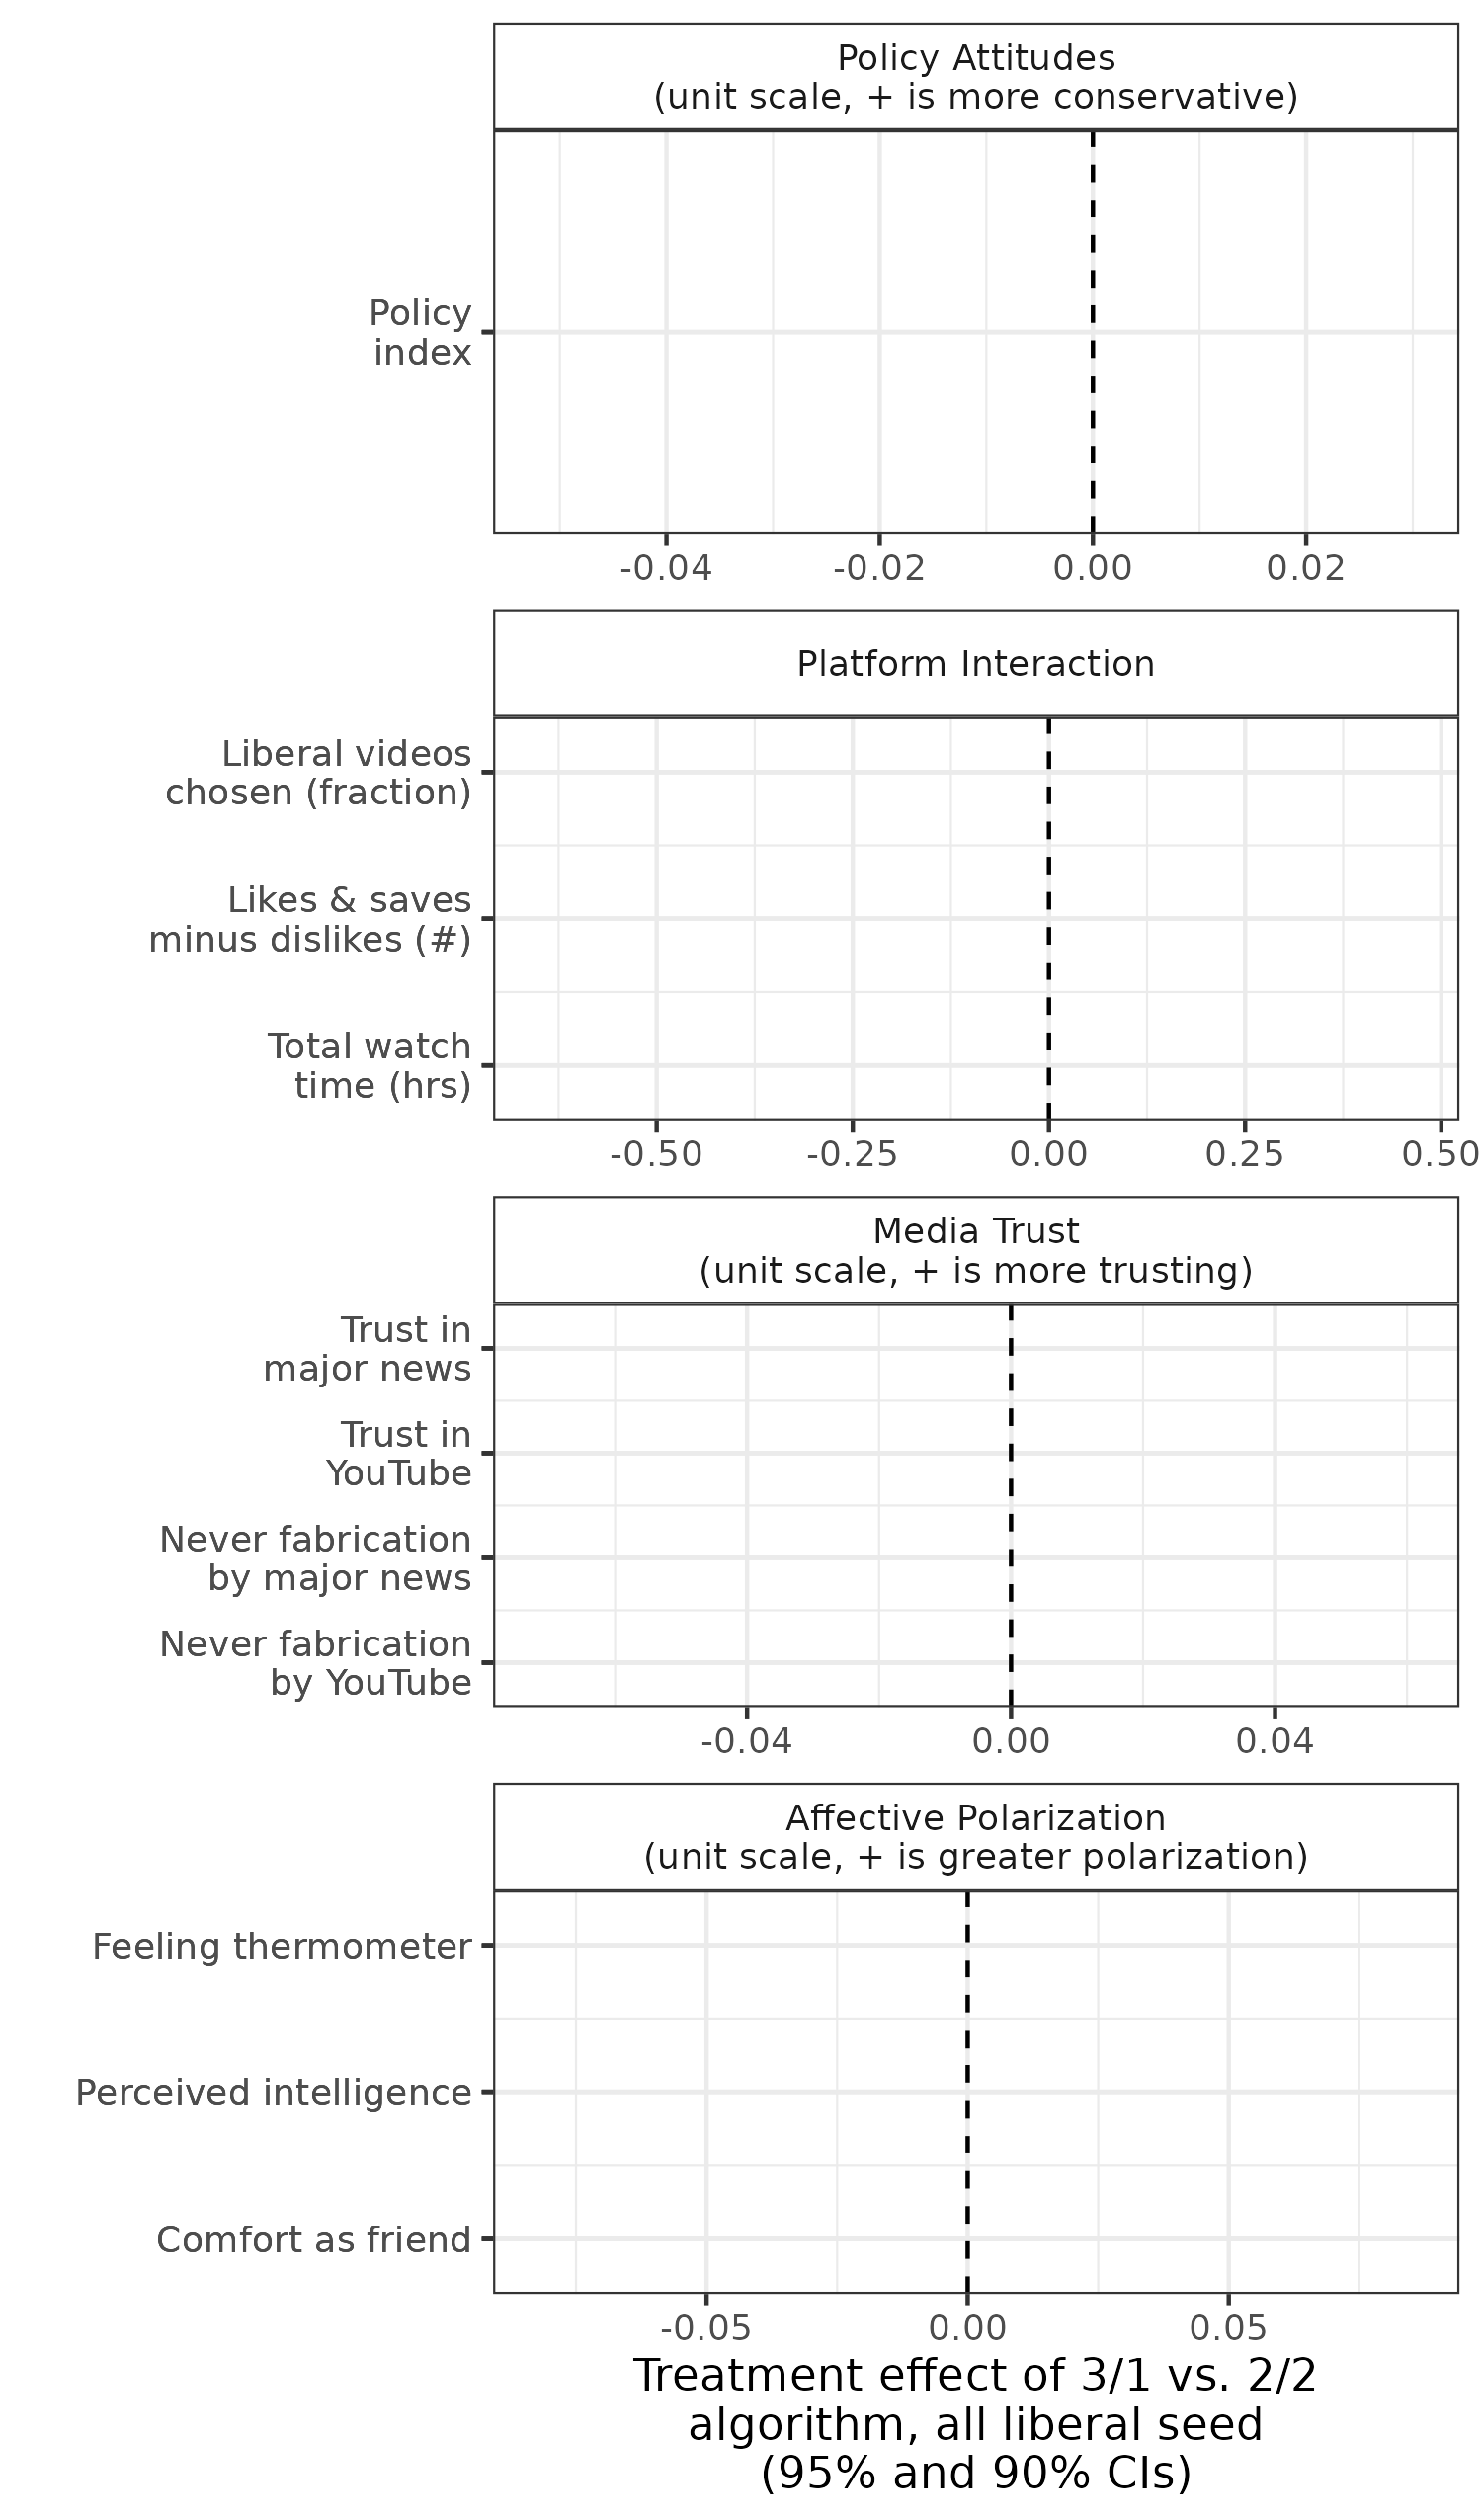 Policy Attitudes
(unit scale, + is more conservative)
Policy
index
-0.04 -0.02 0.00 0.02
Platform Interaction
Liberal videos
chosen (fraction)
Likes & saves
minus dislikes (#)
Total watch
time (hrs)
-0.50 -0.25 0.00 0.25 0.50
Media Trust
(unit scale, + is more trusting)
Trust in
major news
Trust in
YouTube
Never fabrication
by major news
Never fabrication
by YouTube
-0.04 0.00 0.04
Affective Polarization
(unit scale, + is greater polarization)
Feeling thermometer
Perceived intelligence
Comfort as friend
-0.05 0.00 0.05
Treatment effect of 3/1 vs. 2/2
algorithm, all liberal seed
(95% and 90% CIs)